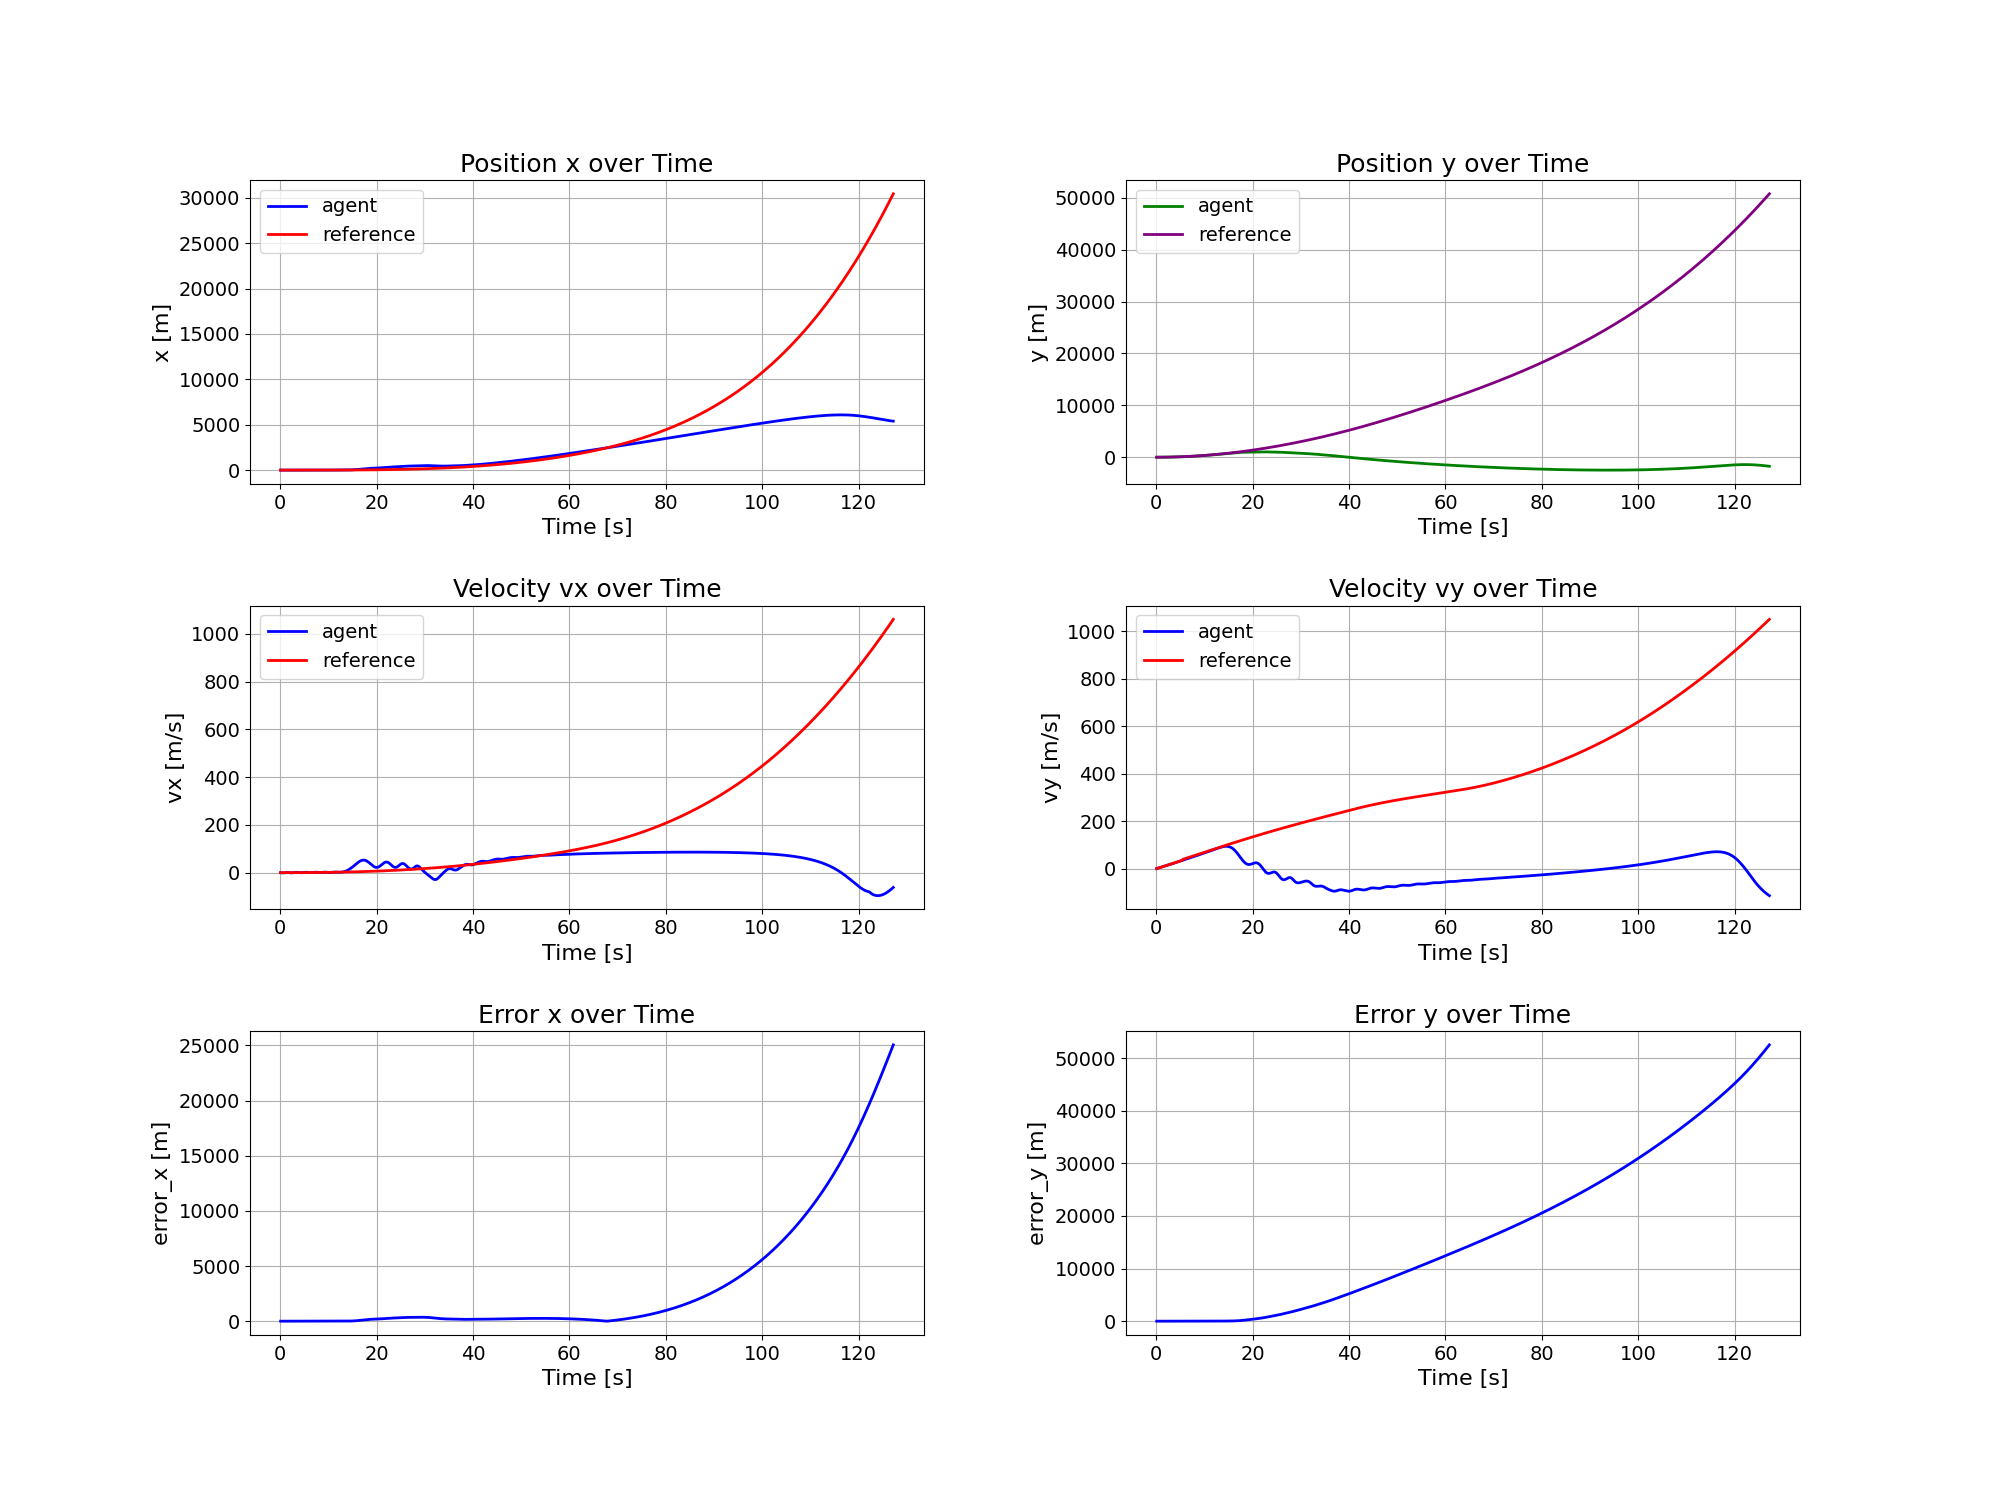 Position x over Time
x [m]
30000
25000
20000
15000
10000
5000
0
agent
reference
0 20 40 60 80 100 120
Time [s]
Position y over Time
y [m]
50000
40000
30000
20000
10000
0
agent
reference
0 20 40 60 80 100 120
Time [s]
Velocity vx over Time
vx [m/s]
1000
800
600
400
200
0
agent
reference
0 20 40 60 80 100 120
Time [s]
Velocity vy over Time
vy [m/s]
1000
800
600
400
200
0
agent
reference
0 20 40 60 80 100 120
Time [s]
Error x over Time
error_x [m]
25000
20000
15000
10000
5000
0
0 20 40 60 80 100 120
Time [s]
Error y over Time
error_y [m]
50000
40000
30000
20000
10000
0
0 20 40 60 80 100 120
Time [s]